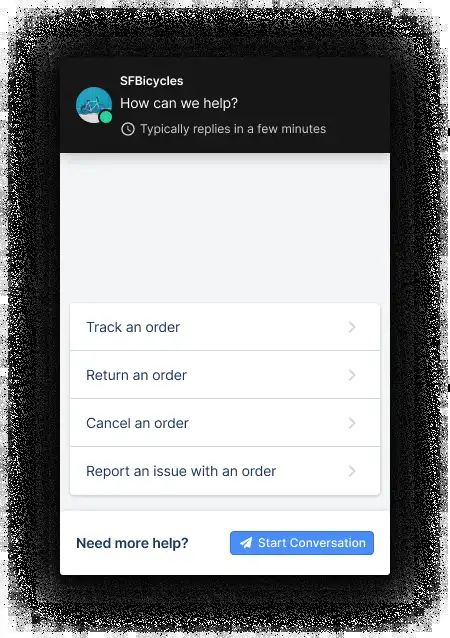 SFBicycles
How can we help?
Typically replies in a few minutes
Track an order
Return an order
Cancel an order
Report an issue with an order
Need more help?
Start Conversation